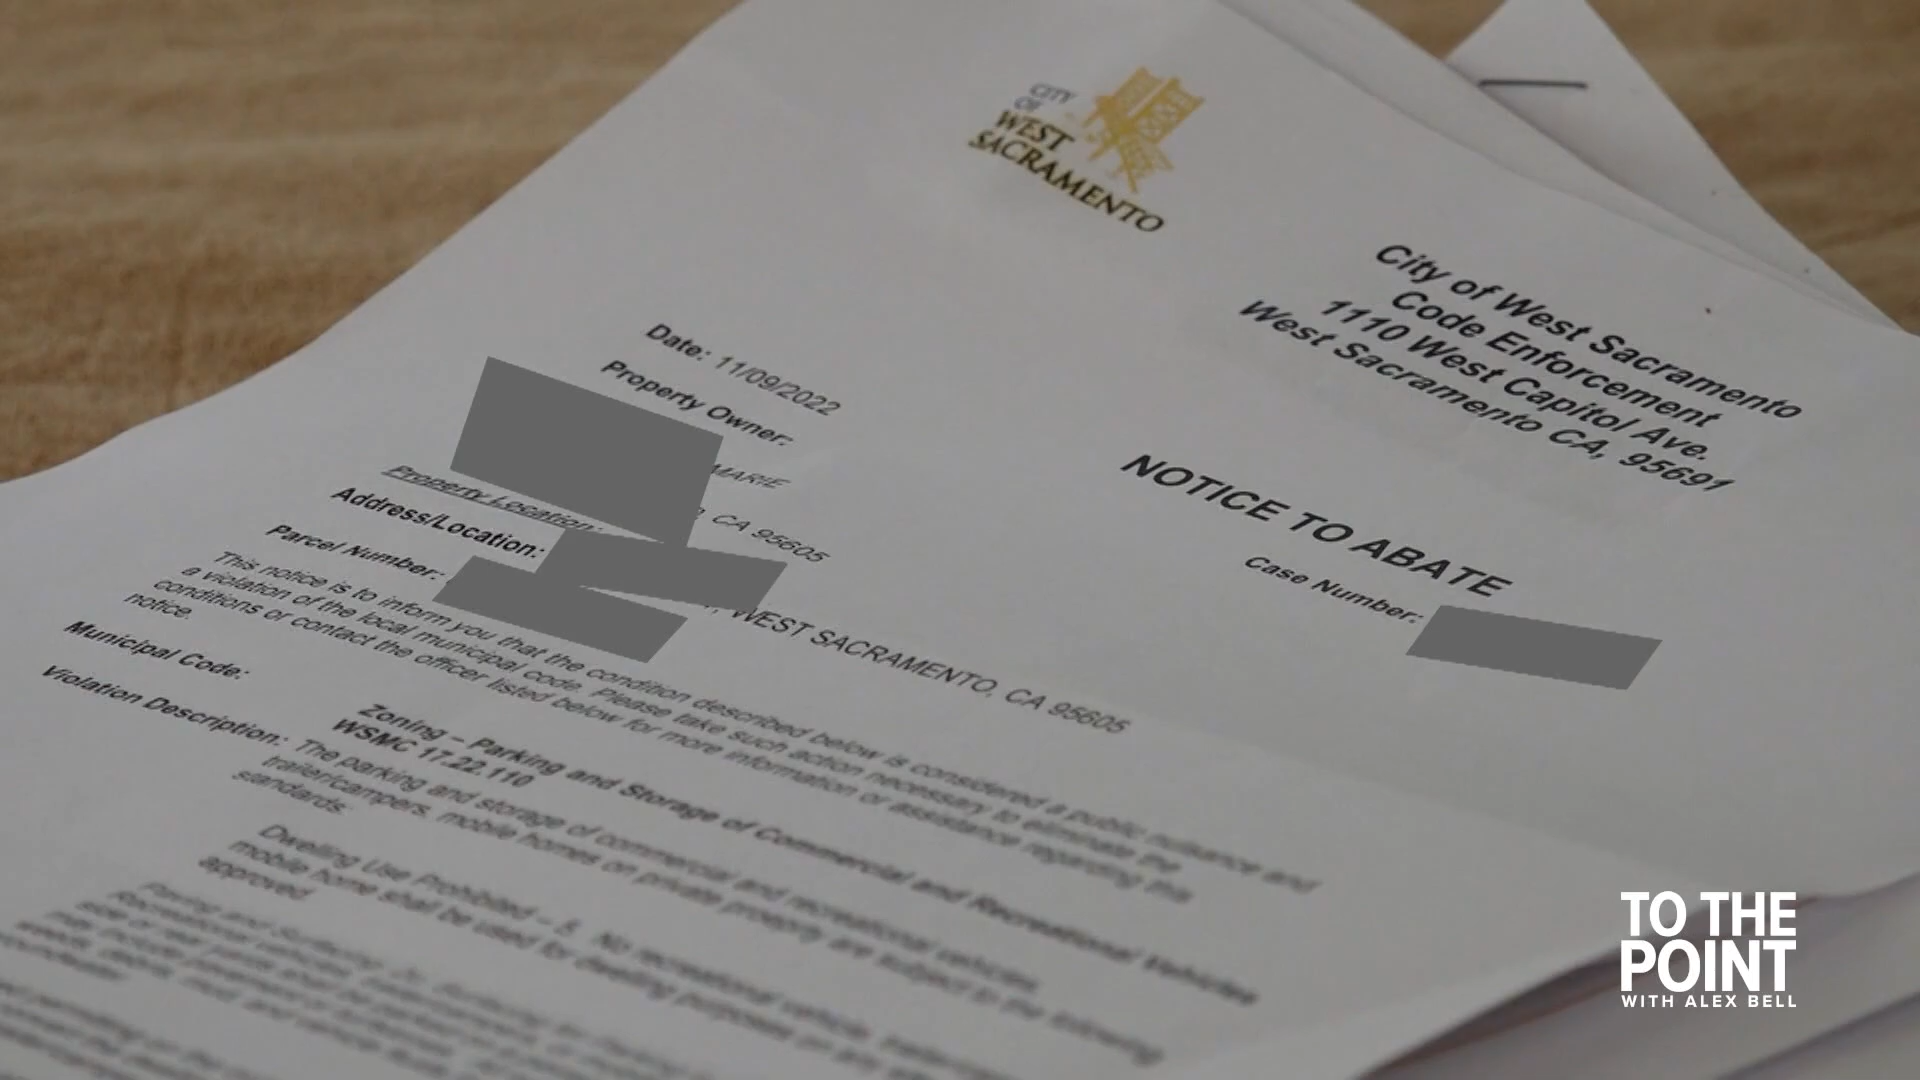 CITY
OF
WEST
SACRAMENTO
City of West Sacramento
Code Enforcement
1110 West Capitol Ave.
West Sacramento CA, 95691
Date: 11/09/2022
Property Owner:
MARIE
CA 95605
NOTICE TO ABATE
Case Number:
Property Location:
Address/Location:
, WEST SACRAMENTO, CA 95605
Parcel Number:
This notice is to inform you that the condition described below is considered a public nuisance and
a violation of the local municipal code. Please take such action necessary to eliminate the
conditions or contact the officer listed below for more information or assistance regarding this
notice.
Municipal Code:
Zoning – Parking and Storage of Commercial and Recreational Vehicles
WSMC 17.22.110
Violation Description:
The parking and storage of commercial and recreational vehicles,
trailer/campers, mobile homes on private property are subject to the following
standards:
Dwelling Use Prohibited – 5. No recreational vehicle,
mobile home shall be used for dwelling purposes
approved
TO THE
POINT
WITH ALEX BELL